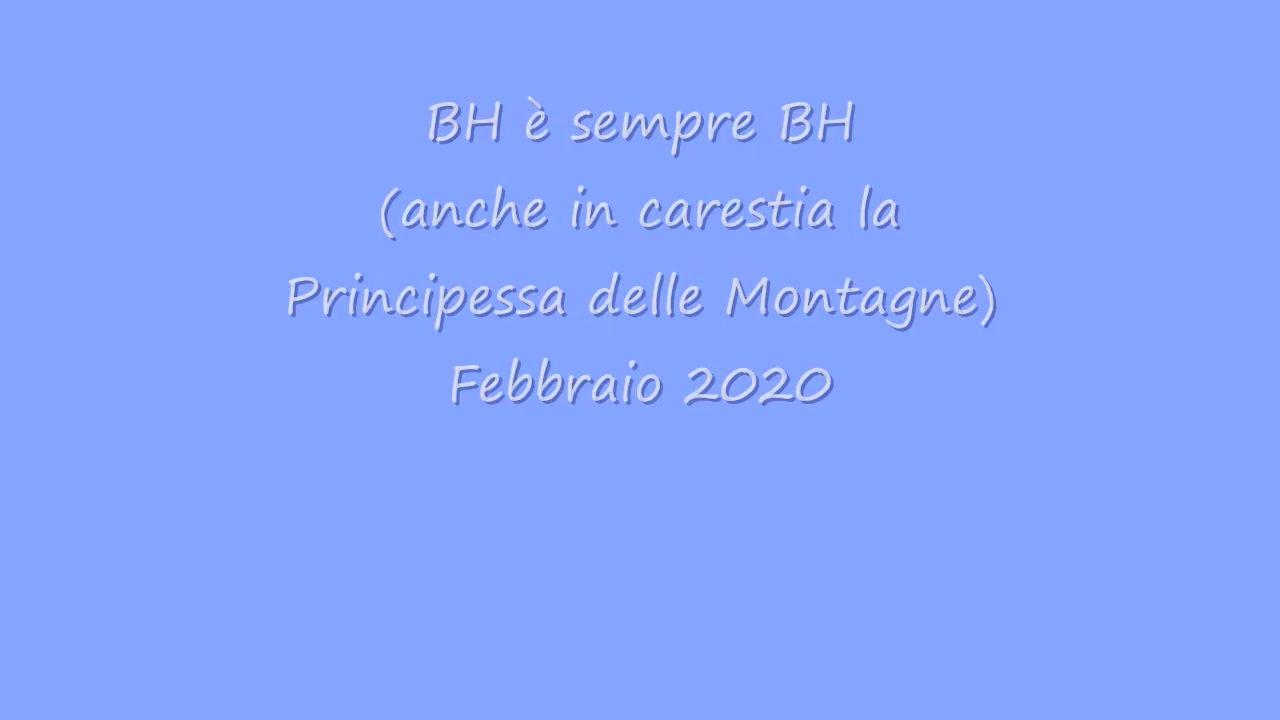 BH è sempre BH
(anche in carestia la
Principessa delle Montagne)
Febbraio 2020